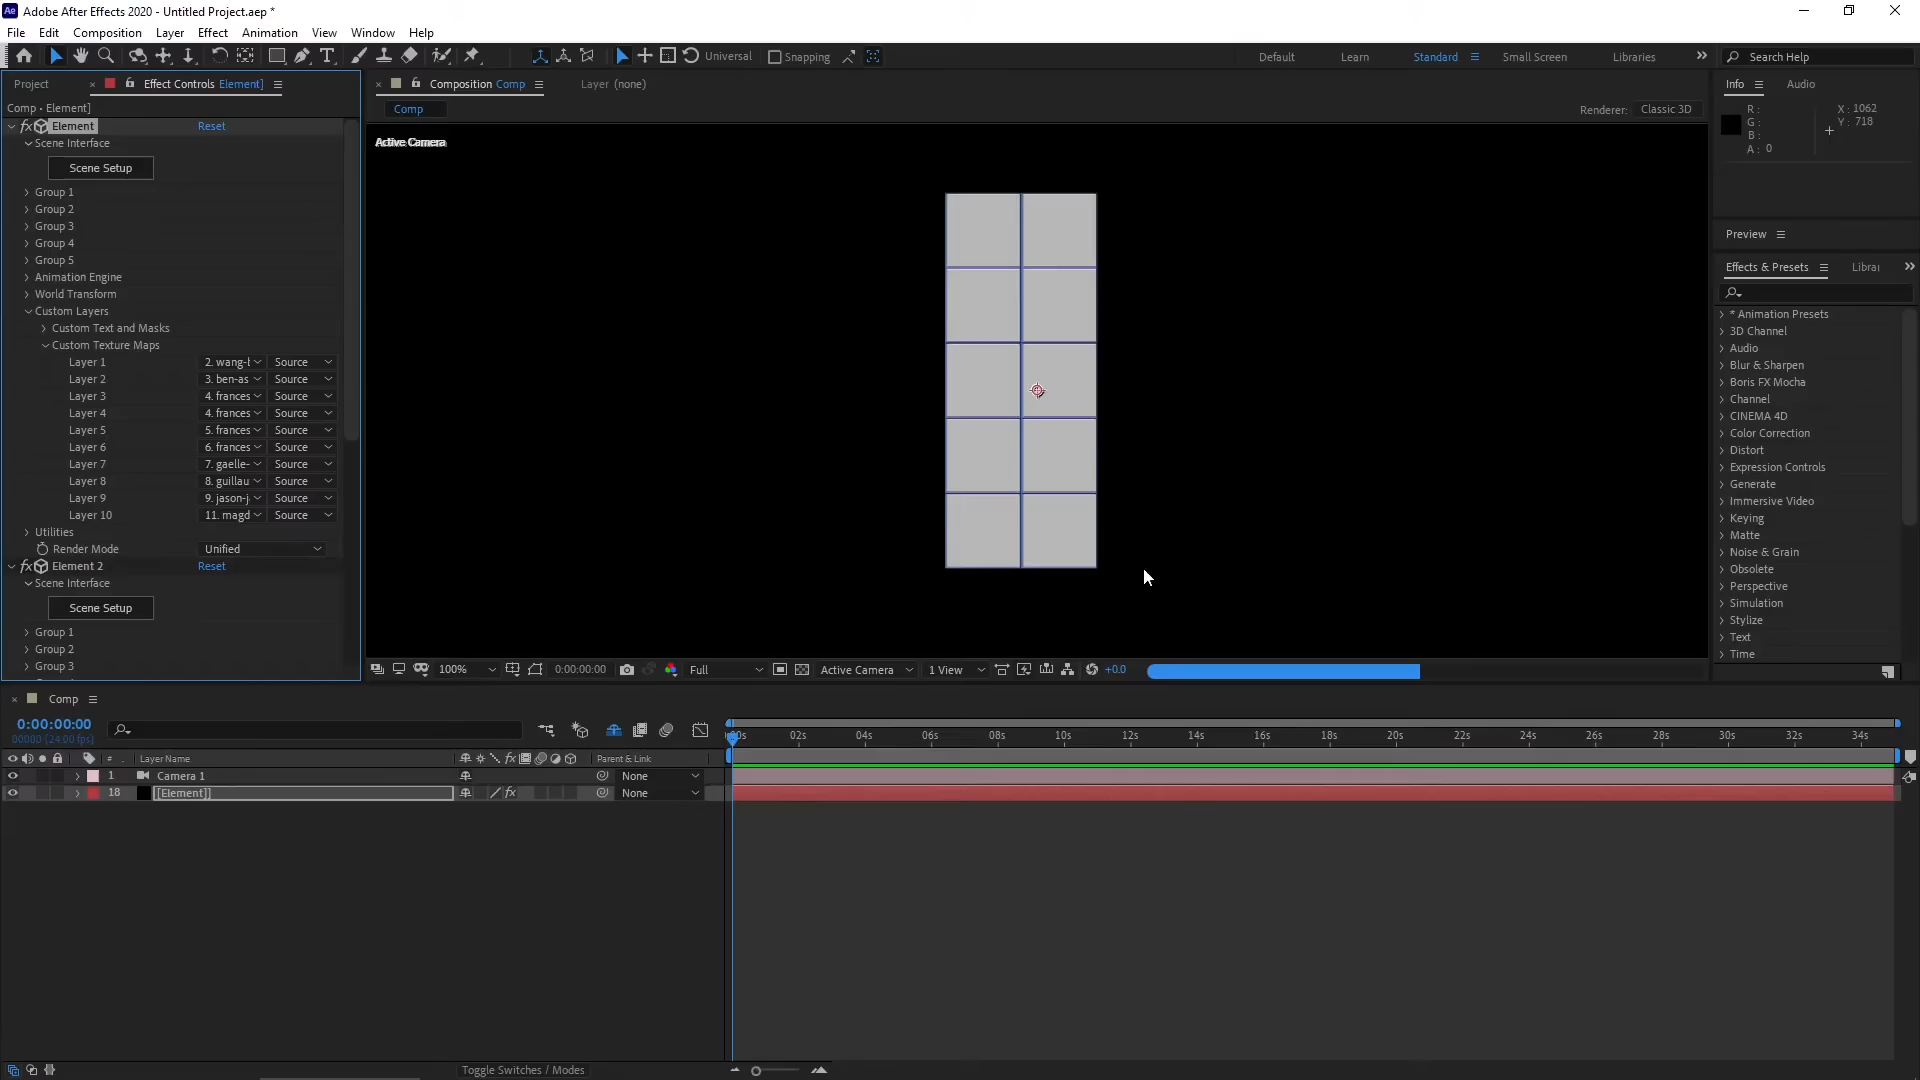 Adobe After Effects 2020 - Untitled Project.aep *
File Edit Composition Layer Effect Animation View Window Help
Universal Snapping Default Learn Standard Small Screen Libraries Search Help
Project Effect Controls Element] Composition Comp Layer (none) Info Audio
Comp • Element] Comp Renderer: Classic 3D
R: X: 1062
G: Y: 718
B:
A: 0
Element Reset
Scene Interface
Scene Setup
Group 1
Group 2
Group 3
Group 4
Group 5
Animation Engine
World Transform
Custom Layers
Custom Text and Masks
Custom Texture Maps
Layer 1 2. wang-l Source
Layer 2 3. ben-as Source
Layer 3 4. frances Source
Layer 4 4. frances Source
Layer 5 5. frances Source
Layer 6 6. frances Source
Layer 7 7. gaelle- Source
Layer 8 8. guillau Source
Layer 9 9. jason-j Source
Layer 10 11. magd Source
Utilities
Render Mode Unified
Element 2 Reset
Scene Interface
Scene Setup
Group 1
Group 2
Group 3
Active Camera
100% 0:00:00:00 Full Active Camera 1 View +0.0
Preview
Effects & Presets Librai
* Animation Presets
3D Channel
Audio
Blur & Sharpen
Boris FX Mocha
Channel
CINEMA 4D
Color Correction
Distort
Expression Controls
Generate
Immersive Video
Keying
Matte
Noise & Grain
Obsolete
Perspective
Simulation
Stylize
Text
Time
Comp
0:00:00:00
00000 (24.00 fps)
:00s 02s 04s 06s 08s 10s 12s 14s 16s 18s 20s 22s 24s 26s 28s 30s 32s 34s
# Layer Name Parent & Link
1 Camera 1 None
18 [Element]] None
Toggle Switches / Modes